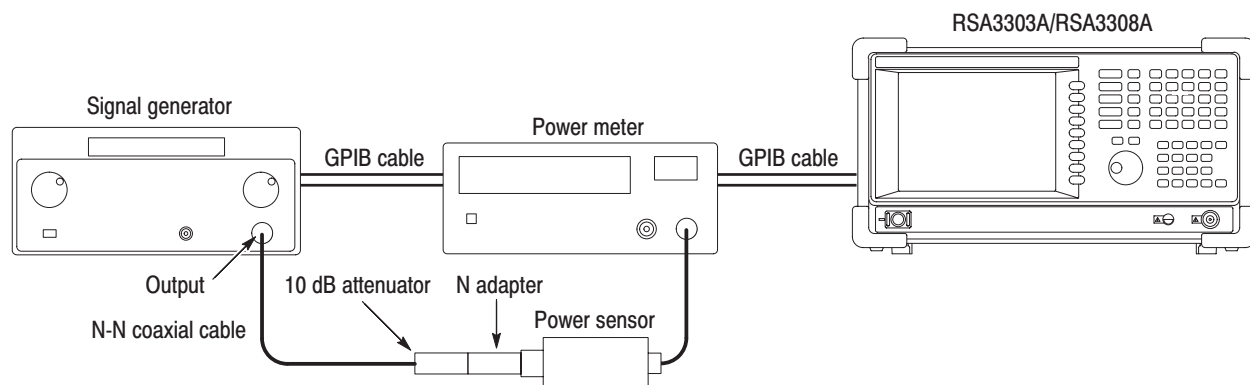 RSA3303A/RSA3308A
Signal generator
Power meter
GPIB cable
GPIB cable
Output
10 dB attenuator
N adapter
N-N coaxial cable
Power sensor